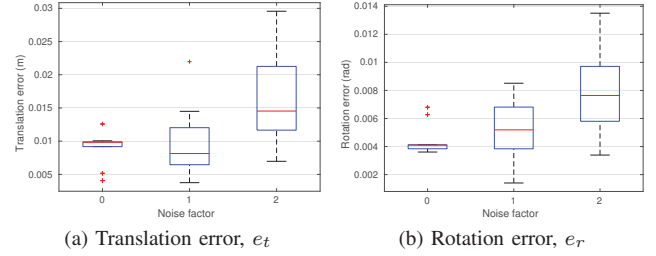 0.03
0.025
0.02
0.015
0.01
0.005
Translation error (m)
0 1 2
Noise factor
(a) Translation error, e_t
0.014
0.012
0.01
0.008
0.006
0.004
0.002
Rotation error (rad)
0 1 2
Noise factor
(b) Rotation error, e_r